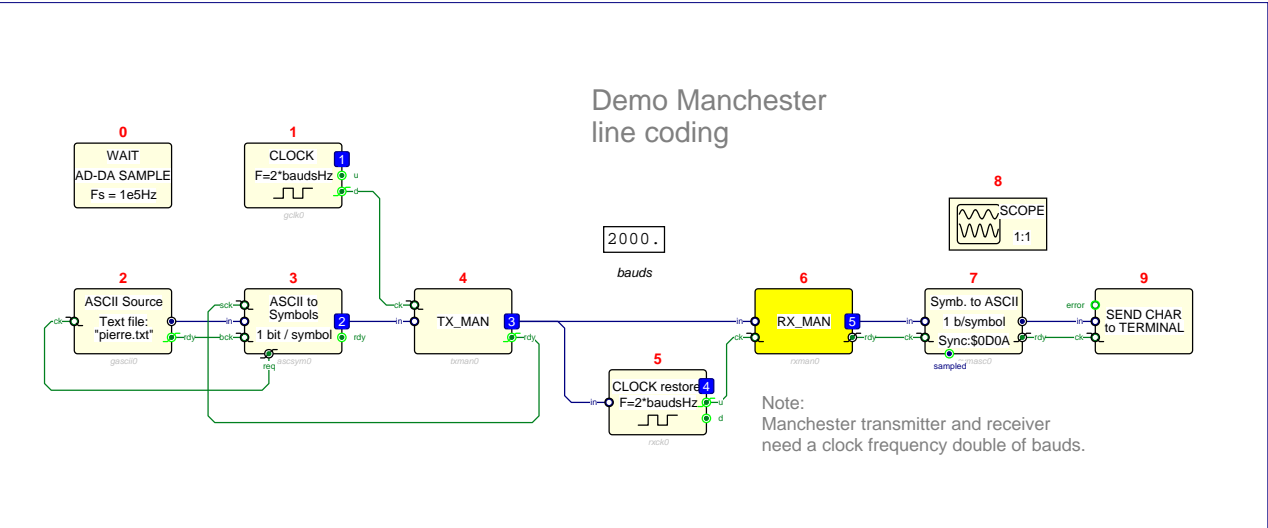 Demo Manchester
line coding
0
WAIT
AD-DA SAMPLE
Fs = 1e5Hz
1
CLOCK
1
F=2*baudsHz
u
d
gclk0
8
SCOPE
1:1
2000.
bauds
2
ASCII Source
Text file:
"pierre.txt"
ck
rdy
gascii0
3
ASCII to
Symbols
1 bit / symbol
sck
in
bck
2
rdy
req
ascsym0
4
TX_MAN
ck
in
3
rdy
txman0
5
CLOCK restore
4
F=2*baudsHz
in
u
d
rxck0
6
RX_MAN
in
ck
5
rdy
rxman0
7
Symb. to ASCII
1 b/symbol
Sync:$0D0A
in
ck
rdy
sampled
9
error
SEND CHAR
to TERMINAL
in
ck
Note:
Manchester transmitter and receiver
need a clock frequency double of bauds.